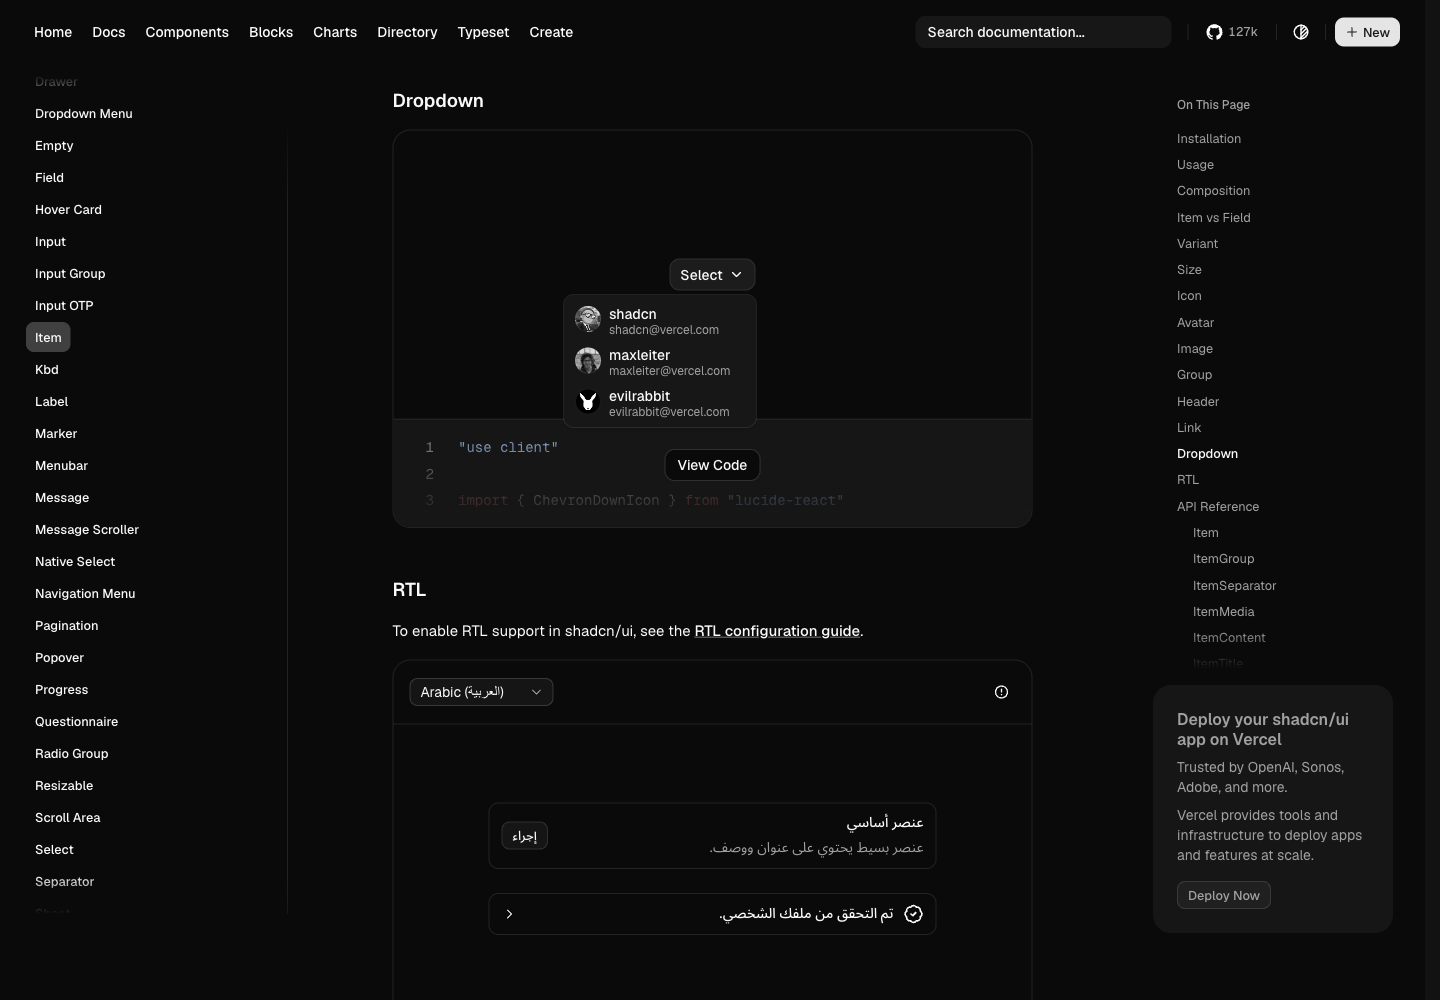 Home
Docs
Components
Blocks
Charts
Directory
Typeset
Create
Search documentation...
127k
New
Drawer
Dropdown Menu
Empty
Field
Hover Card
Input
Input Group
Input OTP
Item
Kbd
Label
Marker
Menubar
Message
Message Scroller
Native Select
Navigation Menu
Pagination
Popover
Progress
Questionnaire
Radio Group
Resizable
Scroll Area
Select
Separator
Dropdown
Select
shadcn
shadcn@vercel.com
maxleiter
maxleiter@vercel.com
evilrabbit
evilrabbit@vercel.com
1 "use client"
2
3 import { ChevronDownIcon } from "lucide-react"
View Code
RTL
To enable RTL support in shadcn/ui, see the RTL configuration guide.
Arabic (العربية)
عنصر أساسي
عنصر بسيط يحتوي على عنوان ووصف.
إجراء
تم التحقق من ملفك الشخصي.
On This Page
Installation
Usage
Composition
Item vs Field
Variant
Size
Icon
Avatar
Image
Group
Header
Link
Dropdown
RTL
API Reference
Item
ItemGroup
ItemSeparator
ItemMedia
ItemContent
ItemTitle
Deploy your shadcn/ui
app on Vercel
Trusted by OpenAI, Sonos,
Adobe, and more.
Vercel provides tools and
infrastructure to deploy apps
and features at scale.
Deploy Now